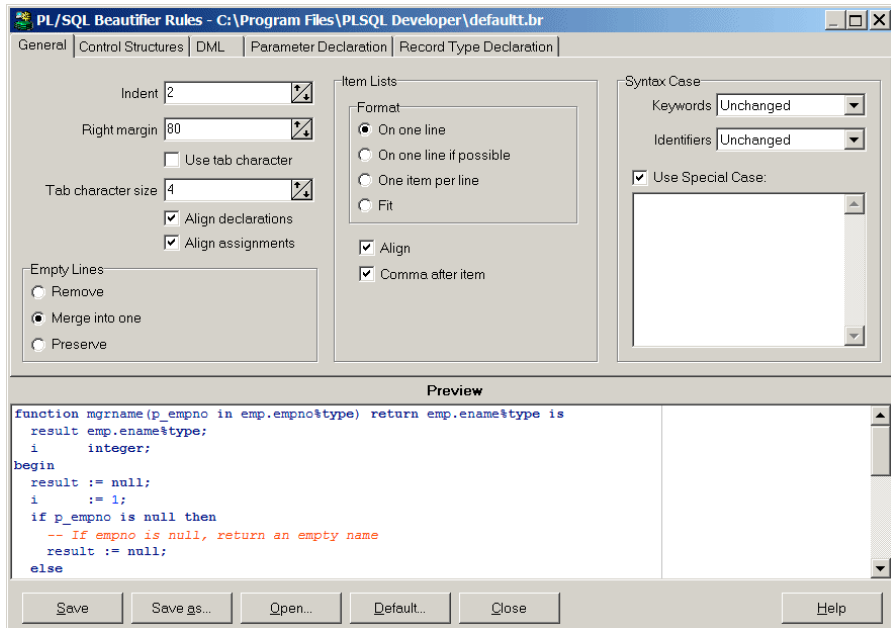 PL/SQL Beautifier Rules - C:\Program Files\PLSQL Developer\defaultt.br
General Control Structures DML Parameter Declaration Record Type Declaration
Indent 2
Right margin 80
Use tab character
Tab character size 4
Align declarations
Align assignments
Empty Lines
Remove
Merge into one
Preserve
Item Lists
Format
On one line
On one line if possible
One item per line
Fit
Align
Comma after item
Syntax Case
Keywords Unchanged
Identifiers Unchanged
Use Special Case:
Preview
function mgrname(p_empno in emp.empno%type) return emp.ename%type is
  result emp.ename%type;
  i      integer;
begin
  result := null;
  i      := 1;
  if p_empno is null then
    -- If empno is null, return an empty name
    result := null;
  else
Save Save as... Open... Default... Close Help